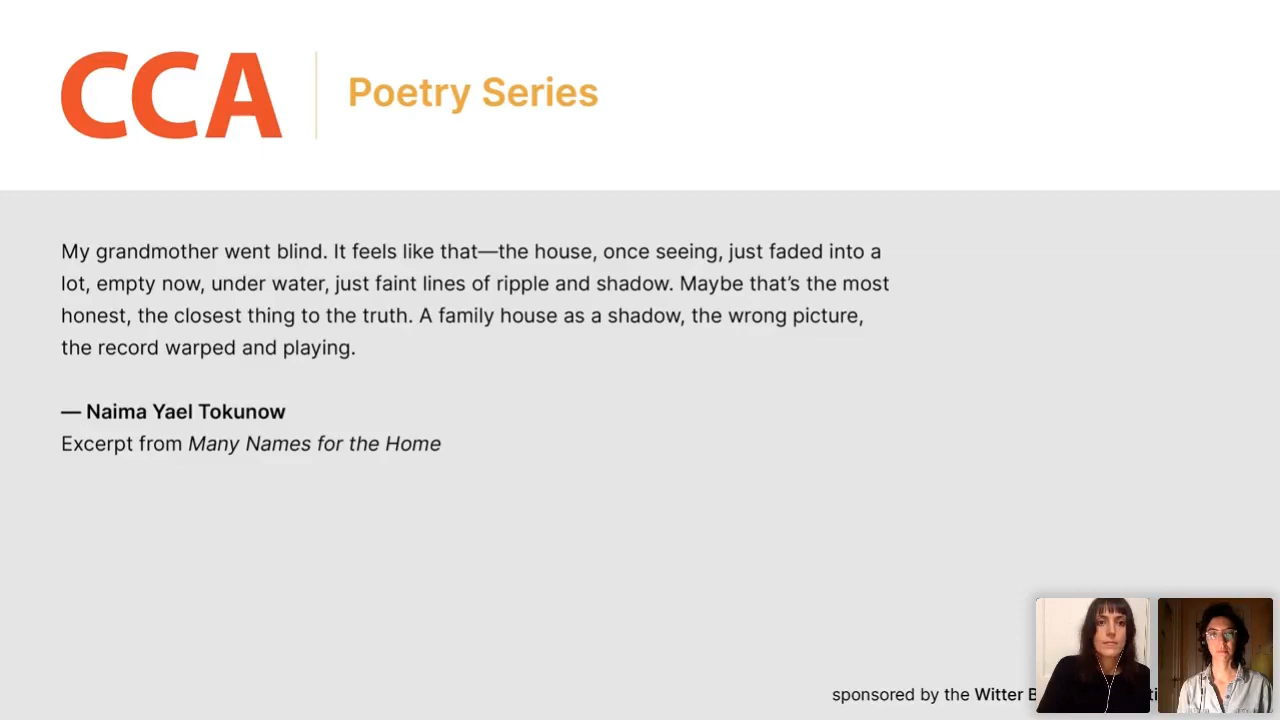 CCA
Poetry Series
My grandmother went blind. It feels like that—the house, once seeing, just faded into a
lot, empty now, under water, just faint lines of ripple and shadow. Maybe that’s the most
honest, the closest thing to the truth. A family house as a shadow, the wrong picture,
the record warped and playing.
— Naima Yael Tokunow
Excerpt from Many Names for the Home
sponsored by the Witter